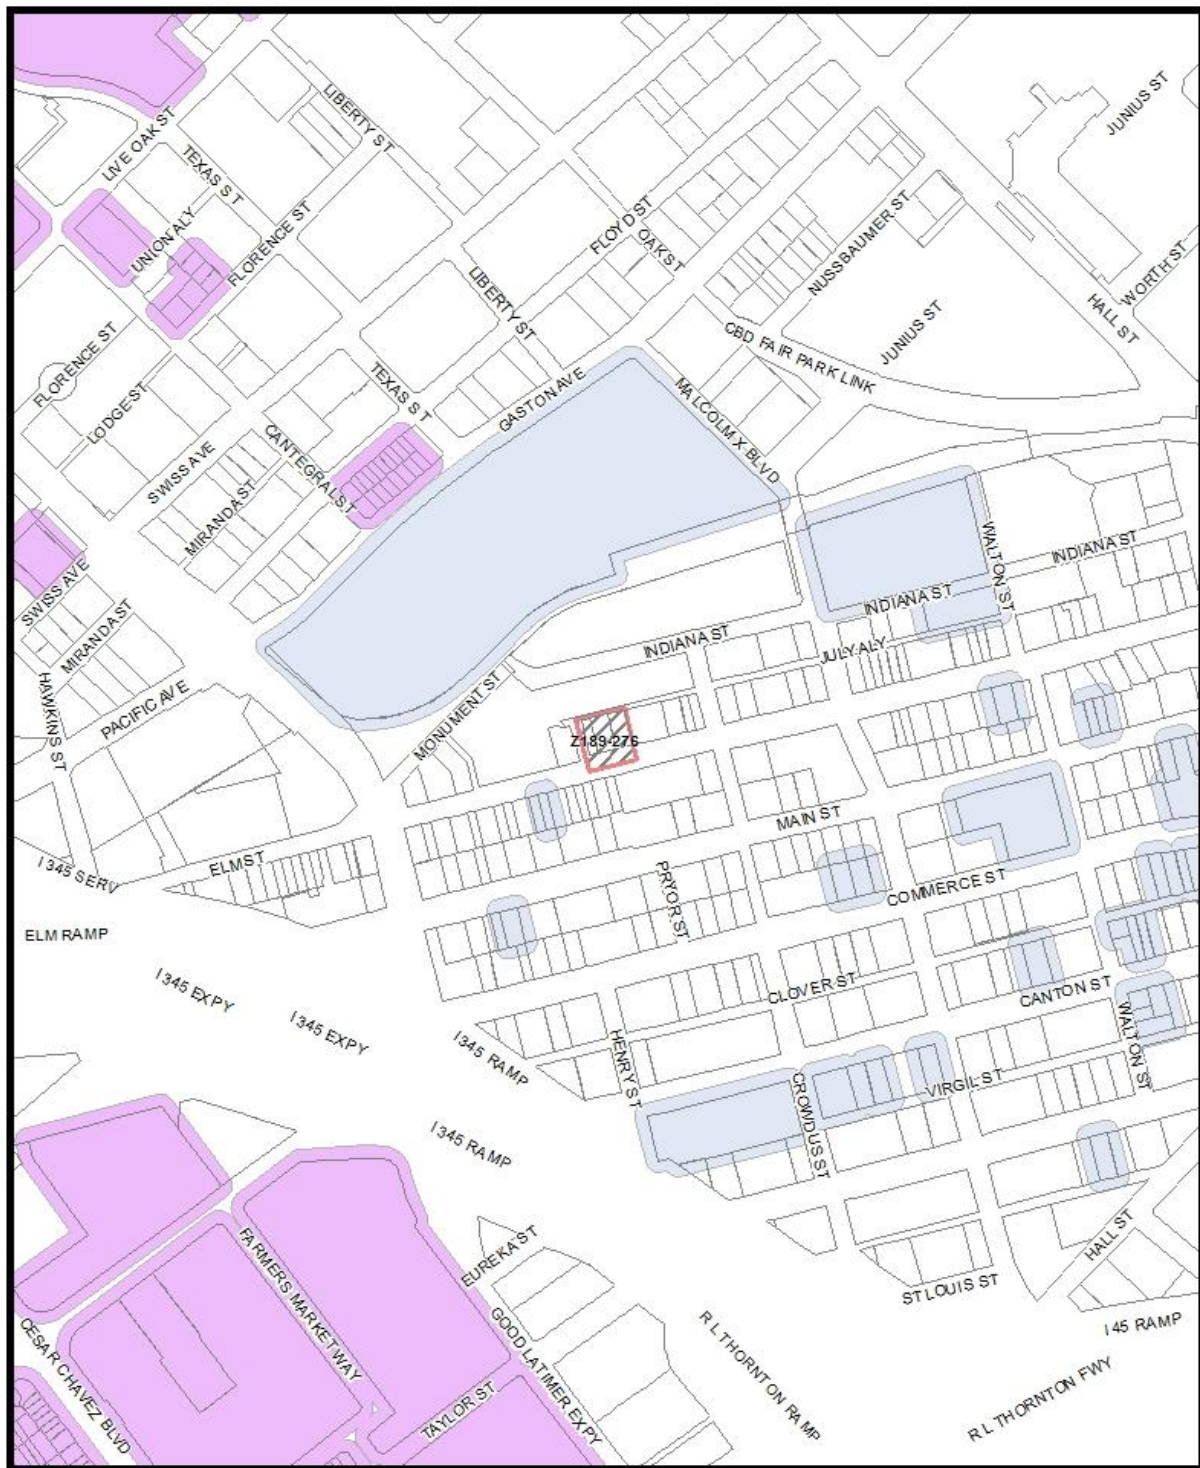 JUNIUS ST
LIBERTY ST
LIVE OAK ST
TEXAS ST
FLORENCE ST
UNION ALY
FLOYD ST
OAK ST
NUSSBAUMER ST
WORTH ST
HALL ST
LIBERTY ST
CBD FAIR PARK LINK
JUNIUS ST
FLORENCE ST
LODGE ST
TEXAS ST
GASTON AVE
MALCOLM X BLVD
SWISS AVE
CANTEGRAL ST
MIRANDA ST
WALTON ST
INDIANA ST
SWISS AVE
INDIANA ST
MIRANDA ST
INDIANA ST
JULY ALY
HAWKINS ST
PACIFIC AVE
MONUMENT ST
Z189-276
MAIN ST
ELM ST
I 345 SERV
PRYOR ST
COMMERCE ST
ELM RAMP
I 345 EXPY
CLOVER ST
CANTON ST
I 345 EXPY
I 345 RAMP
HENRY ST
WALTON ST
CROWDUS ST
VIRGIL ST
I 345 RAMP
EUREKA ST
HALL ST
FARMERS MARKET WAY
ST LOUIS ST
I 45 RAMP
CESAR CHAVEZ BLVD
GOOD LATIMER EXPY
R L THORNTON RAMP
TAYLOR ST
R L THORNTON FWY